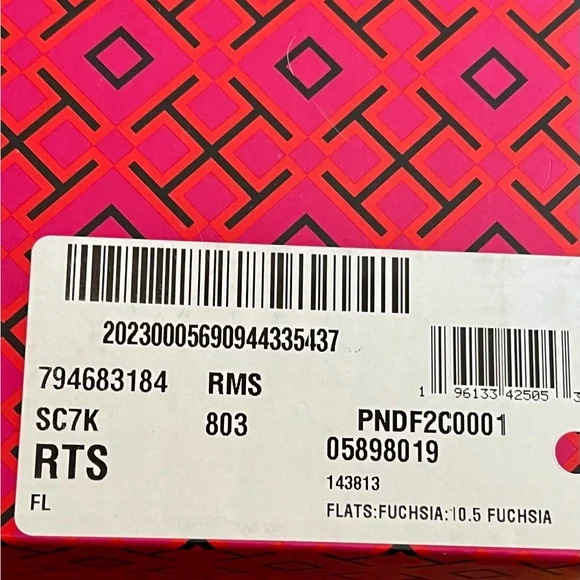 20230005690944335437
794683184 RMS
1 96133 42505 3
SC7K 803 PNDF2C0001
RTS 05898019
143813
FL FLATS:FUCHSIA:10.5 FUCHSIA